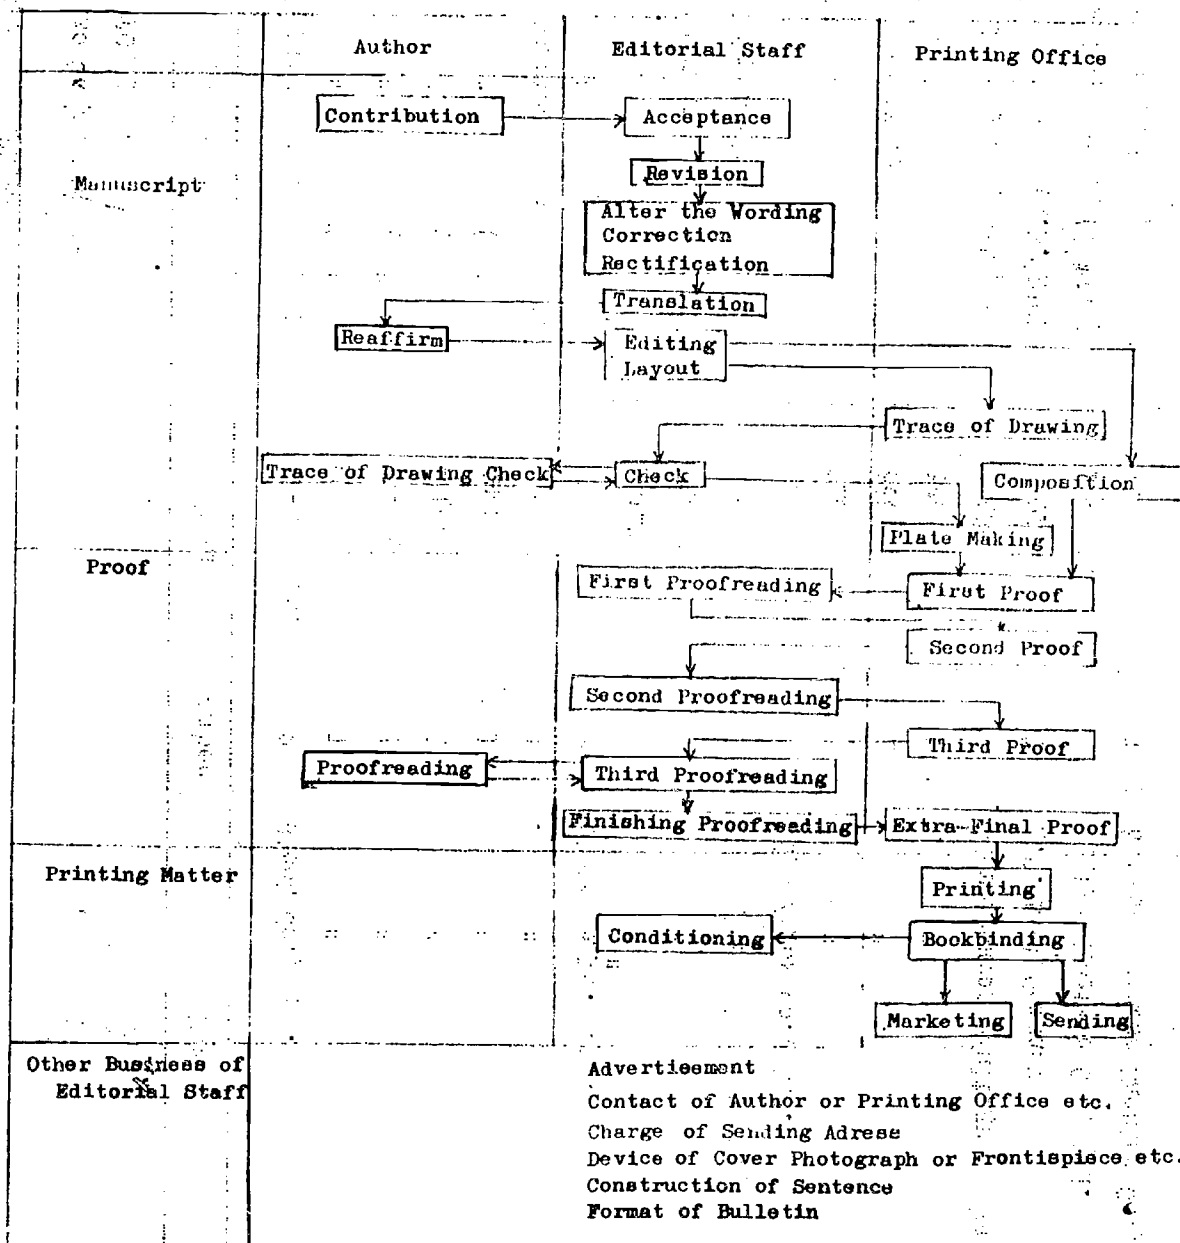 Author
Editorial Staff
Printing Office
Contribution
Acceptance
Revision
Manuscript
Alter the Wording
Correction
Rectification
Translation
Reaffirm
Editing
Layout
Trace of Drawing
Trace of Drawing Check
Check
Composition
Plate Making
Proof
First Proofreading
First Proof
Second Proof
Second Proofreading
Third Proof
Proofreading
Third Proofreading
Finishing Proofreading
Extra-Final Proof
Printing Matter
Printing
Conditioning
Bookbinding
Marketing
Sending
Other Business of
Editorial Staff
Advertisement
Contact of Author or Printing Office etc.
Charge of Sending Adress
Device of Cover Photograph or Frontispiece etc.
Construction of Sentence
Format of Bulletin